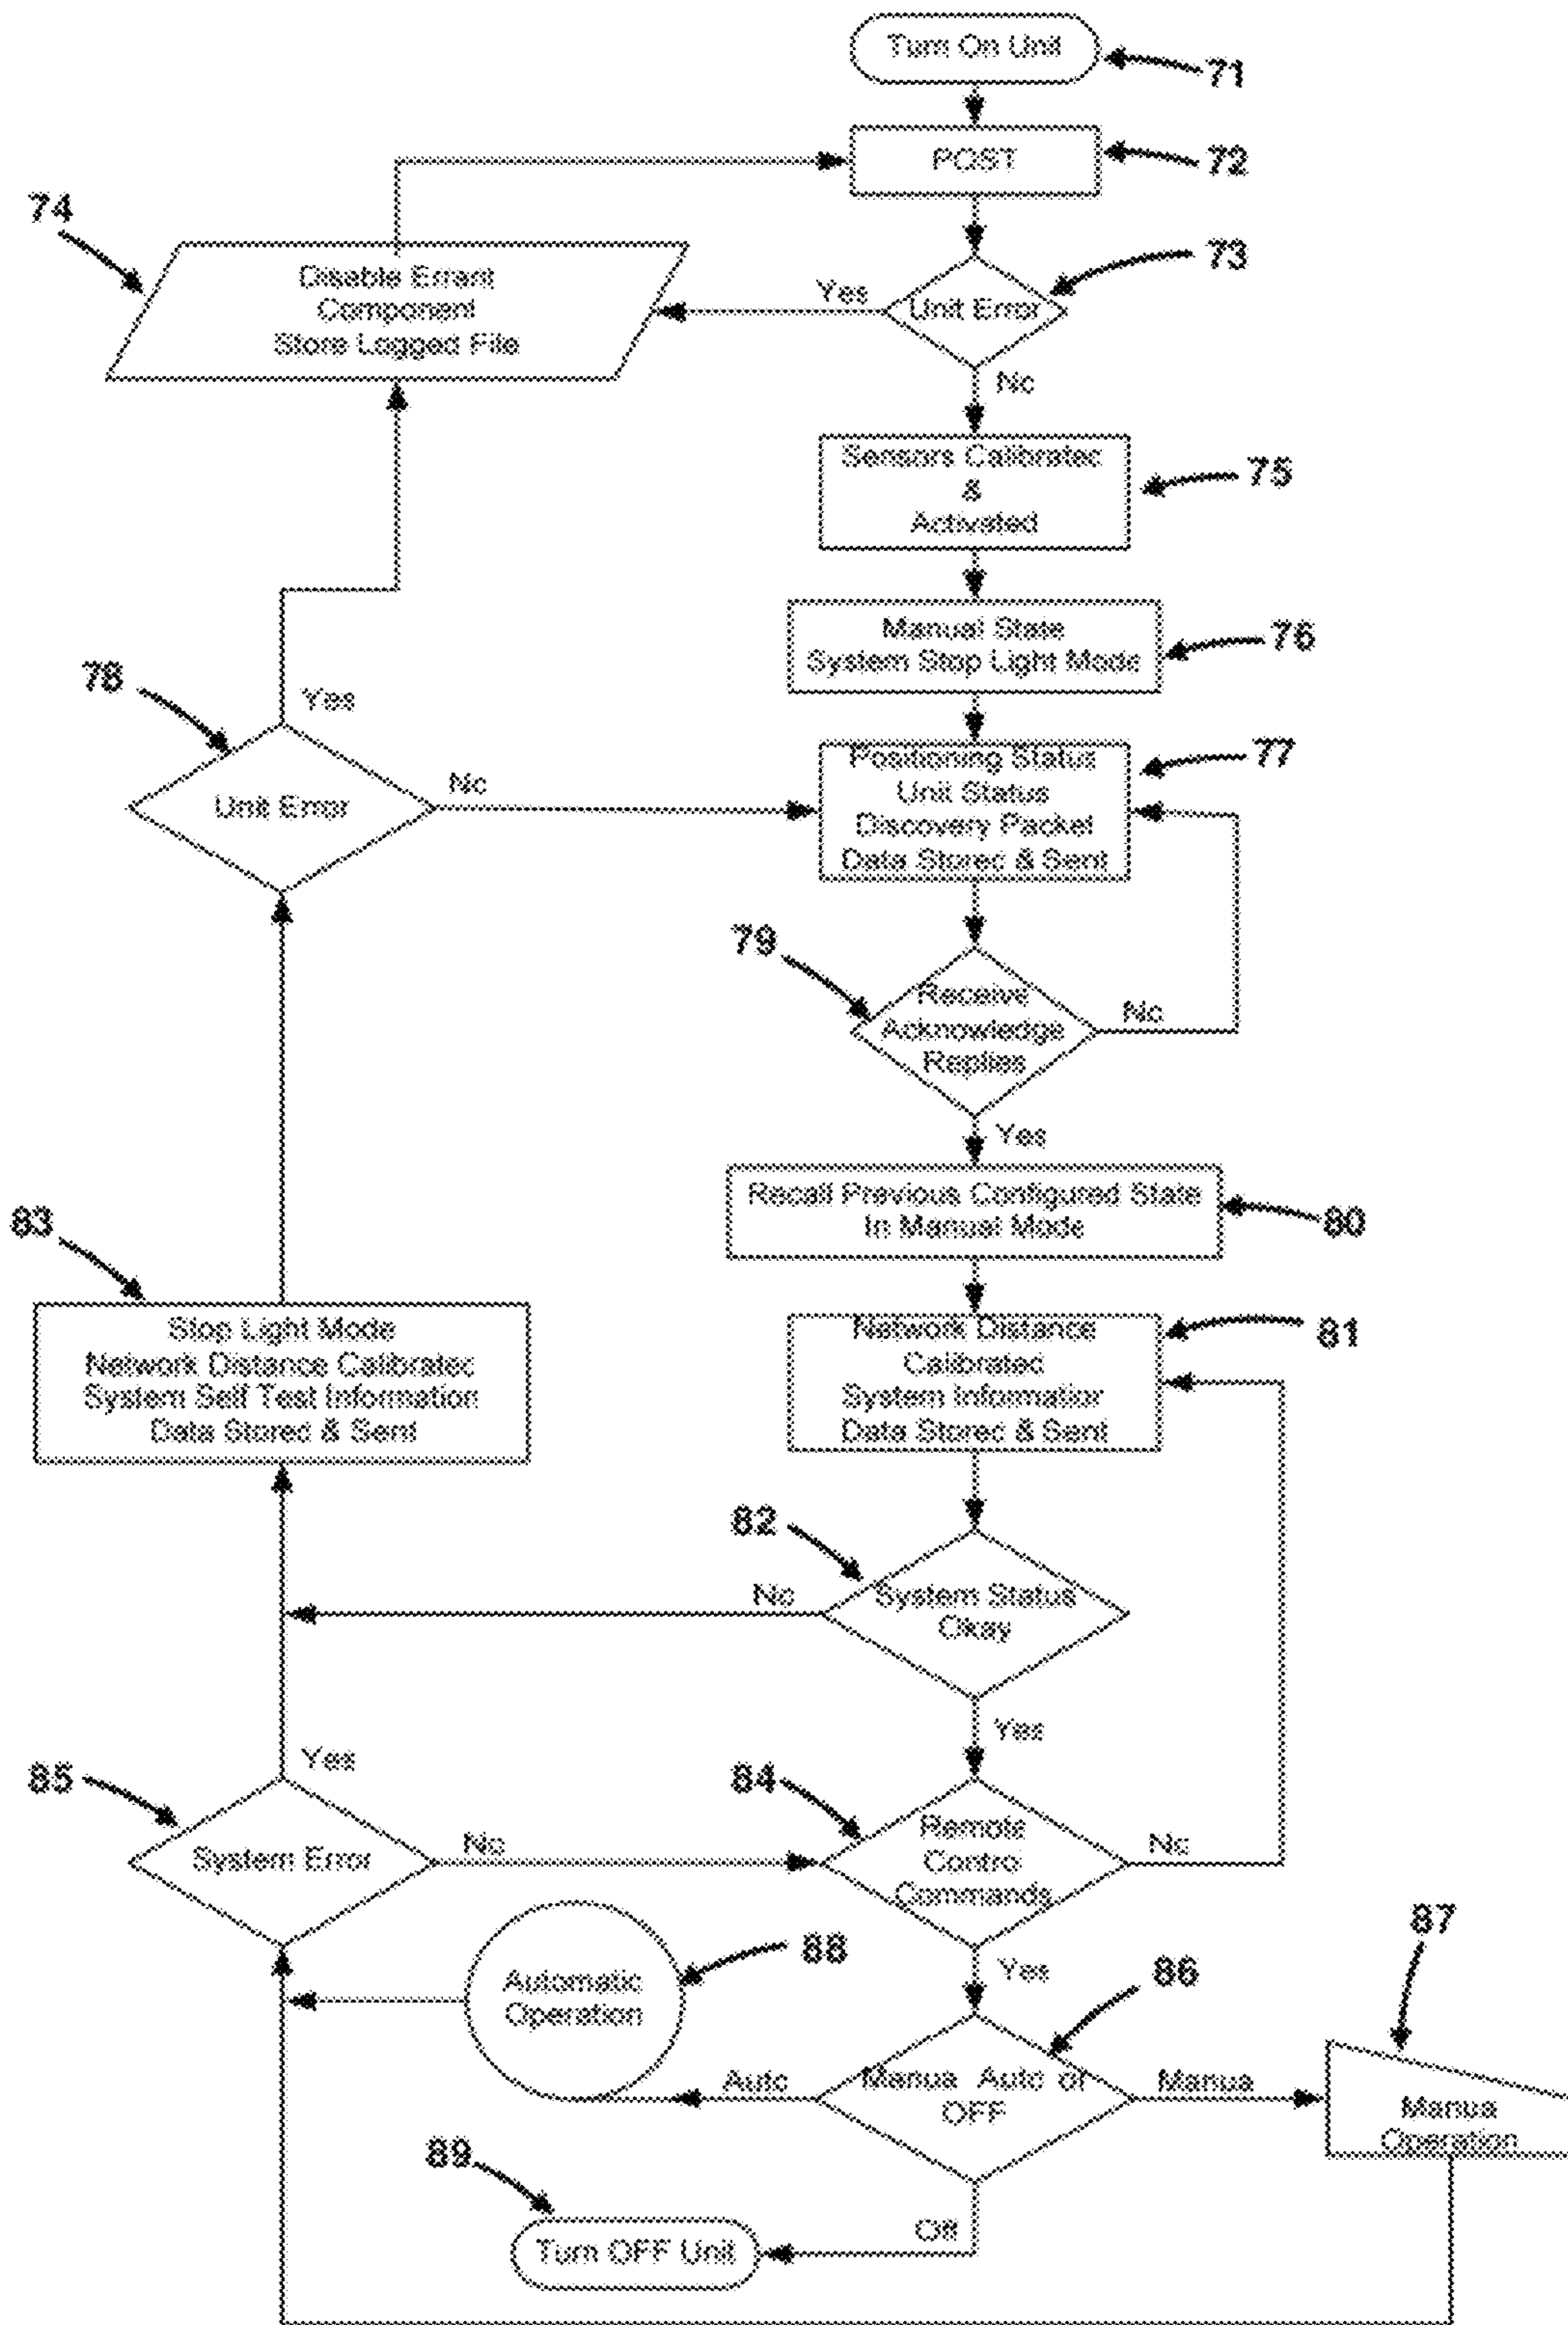 Turn On Unit
71
POST
72
74
Disable Errant
Component
Store Logged File
Yes
Unit Error
73
No
Sensors Calibrated
&
Activated
75
Manual State
System Stop Light Mode
76
78
Yes
Unit Error
No
Positioning Status
Unit Status
Discovery Packet
Data Stored & Sent
77
79
Receive
Acknowledge
Replies
No
Yes
Recall Previous Configured State
In Manual Mode
80
83
Stop Light Mode
Network Distance Calibrated
System Self Test Information
Data Stored & Sent
Network Distance
Calibrated
System Information
Data Stored & Sent
81
82
No
System Status
Okay
Yes
85
Yes
System Error
No
84
Remote
Control
Commands
No
Yes
88
Automatic
Operation
Auto
86
Manua Auto or
OFF
Manua
87
Manua
Operation
89
Off
Turn OFF Unit